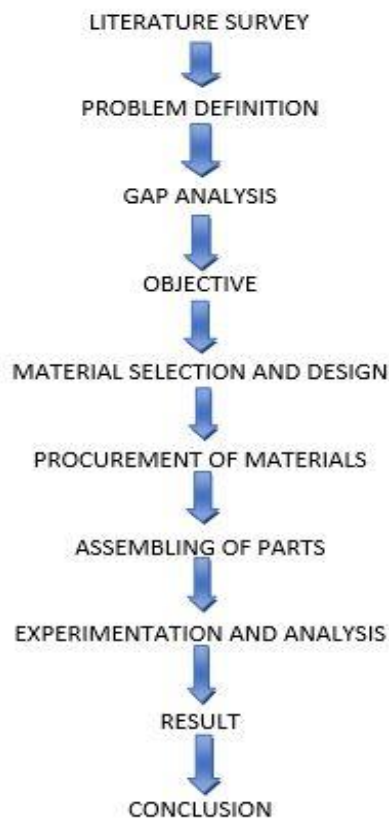 LITERATURE SURVEY
PROBLEM DEFINITION
GAP ANALYSIS
OBJECTIVE
MATERIAL SELECTION AND DESIGN
PROCUREMENT OF MATERIALS
ASSEMBLING OF PARTS
EXPERIMENTATION AND ANALYSIS
RESULT
CONCLUSION